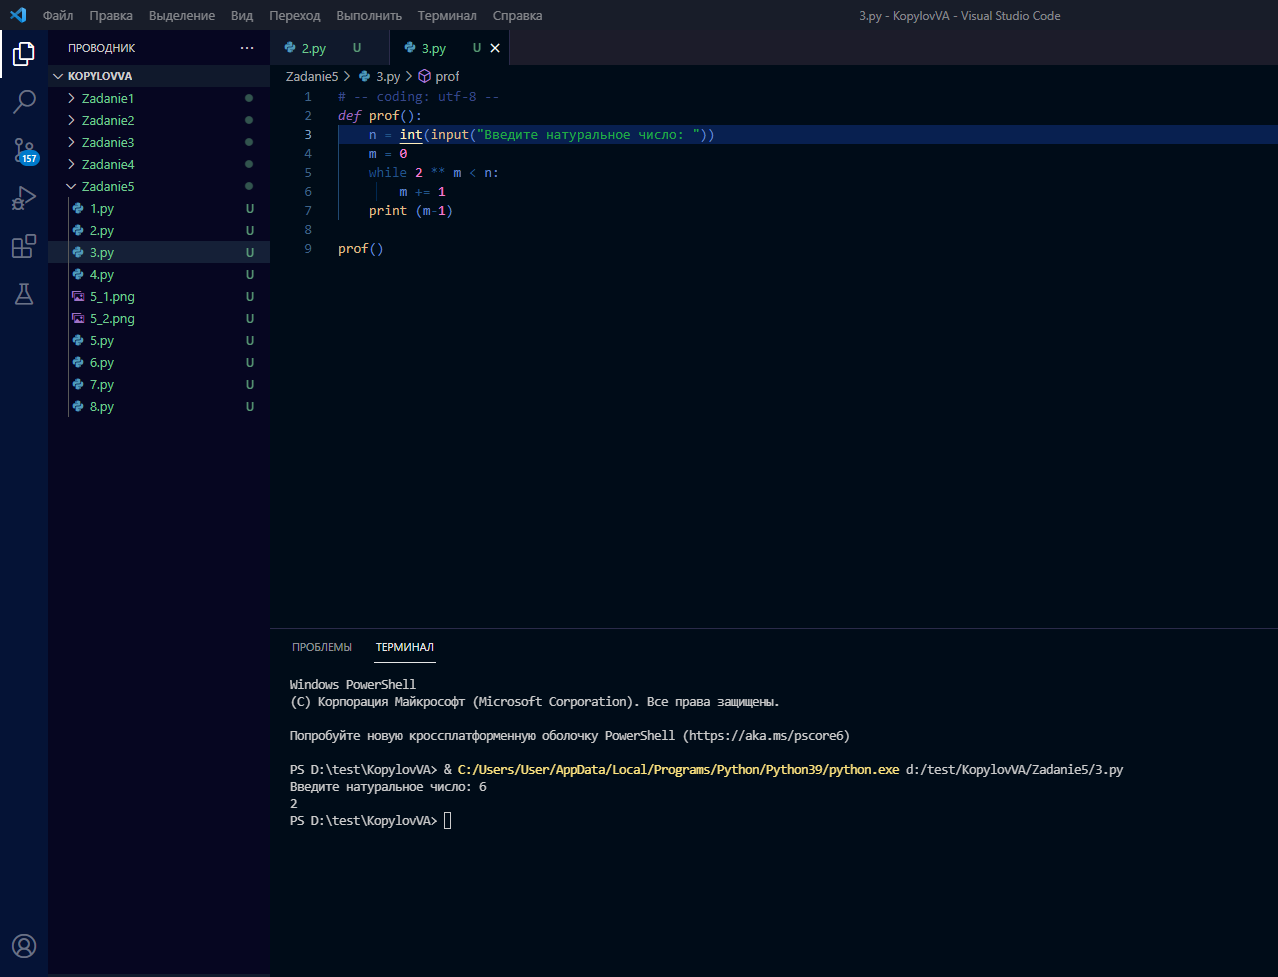 Файл Правка Выделение Вид Переход Выполнить Терминал Справка 3.py - KopylovVA - Visual Studio Code
ПРОВОДНИК ···
KOPYLOVVA
Zadanie1
Zadanie2
Zadanie3
Zadanie4
Zadanie5
1.py U
2.py U
3.py U
4.py U
5_1.png U
5_2.png U
5.py U
6.py U
7.py U
8.py U
157
2.py U 3.py U
Zadanie5 > 3.py > prof
1 # -- coding: utf-8 --
2 def prof():
3 n = int(input("Введите натуральное число: "))
4 m = 0
5 while 2 ** m < n:
6 m += 1
7 print (m-1)
8
9 prof()
ПРОБЛЕМЫ ТЕРМИНАЛ
Windows PowerShell
(C) Корпорация Майкрософт (Microsoft Corporation). Все права защищены.
Попробуйте новую кроссплатформенную оболочку PowerShell (https://aka.ms/pscore6)
PS D:\test\KopylovVA> & C:/Users/User/AppData/Local/Programs/Python/Python39/python.exe d:/test/KopylovVA/Zadanie5/3.py
Введите натуральное число: 6
2
PS D:\test\KopylovVA>